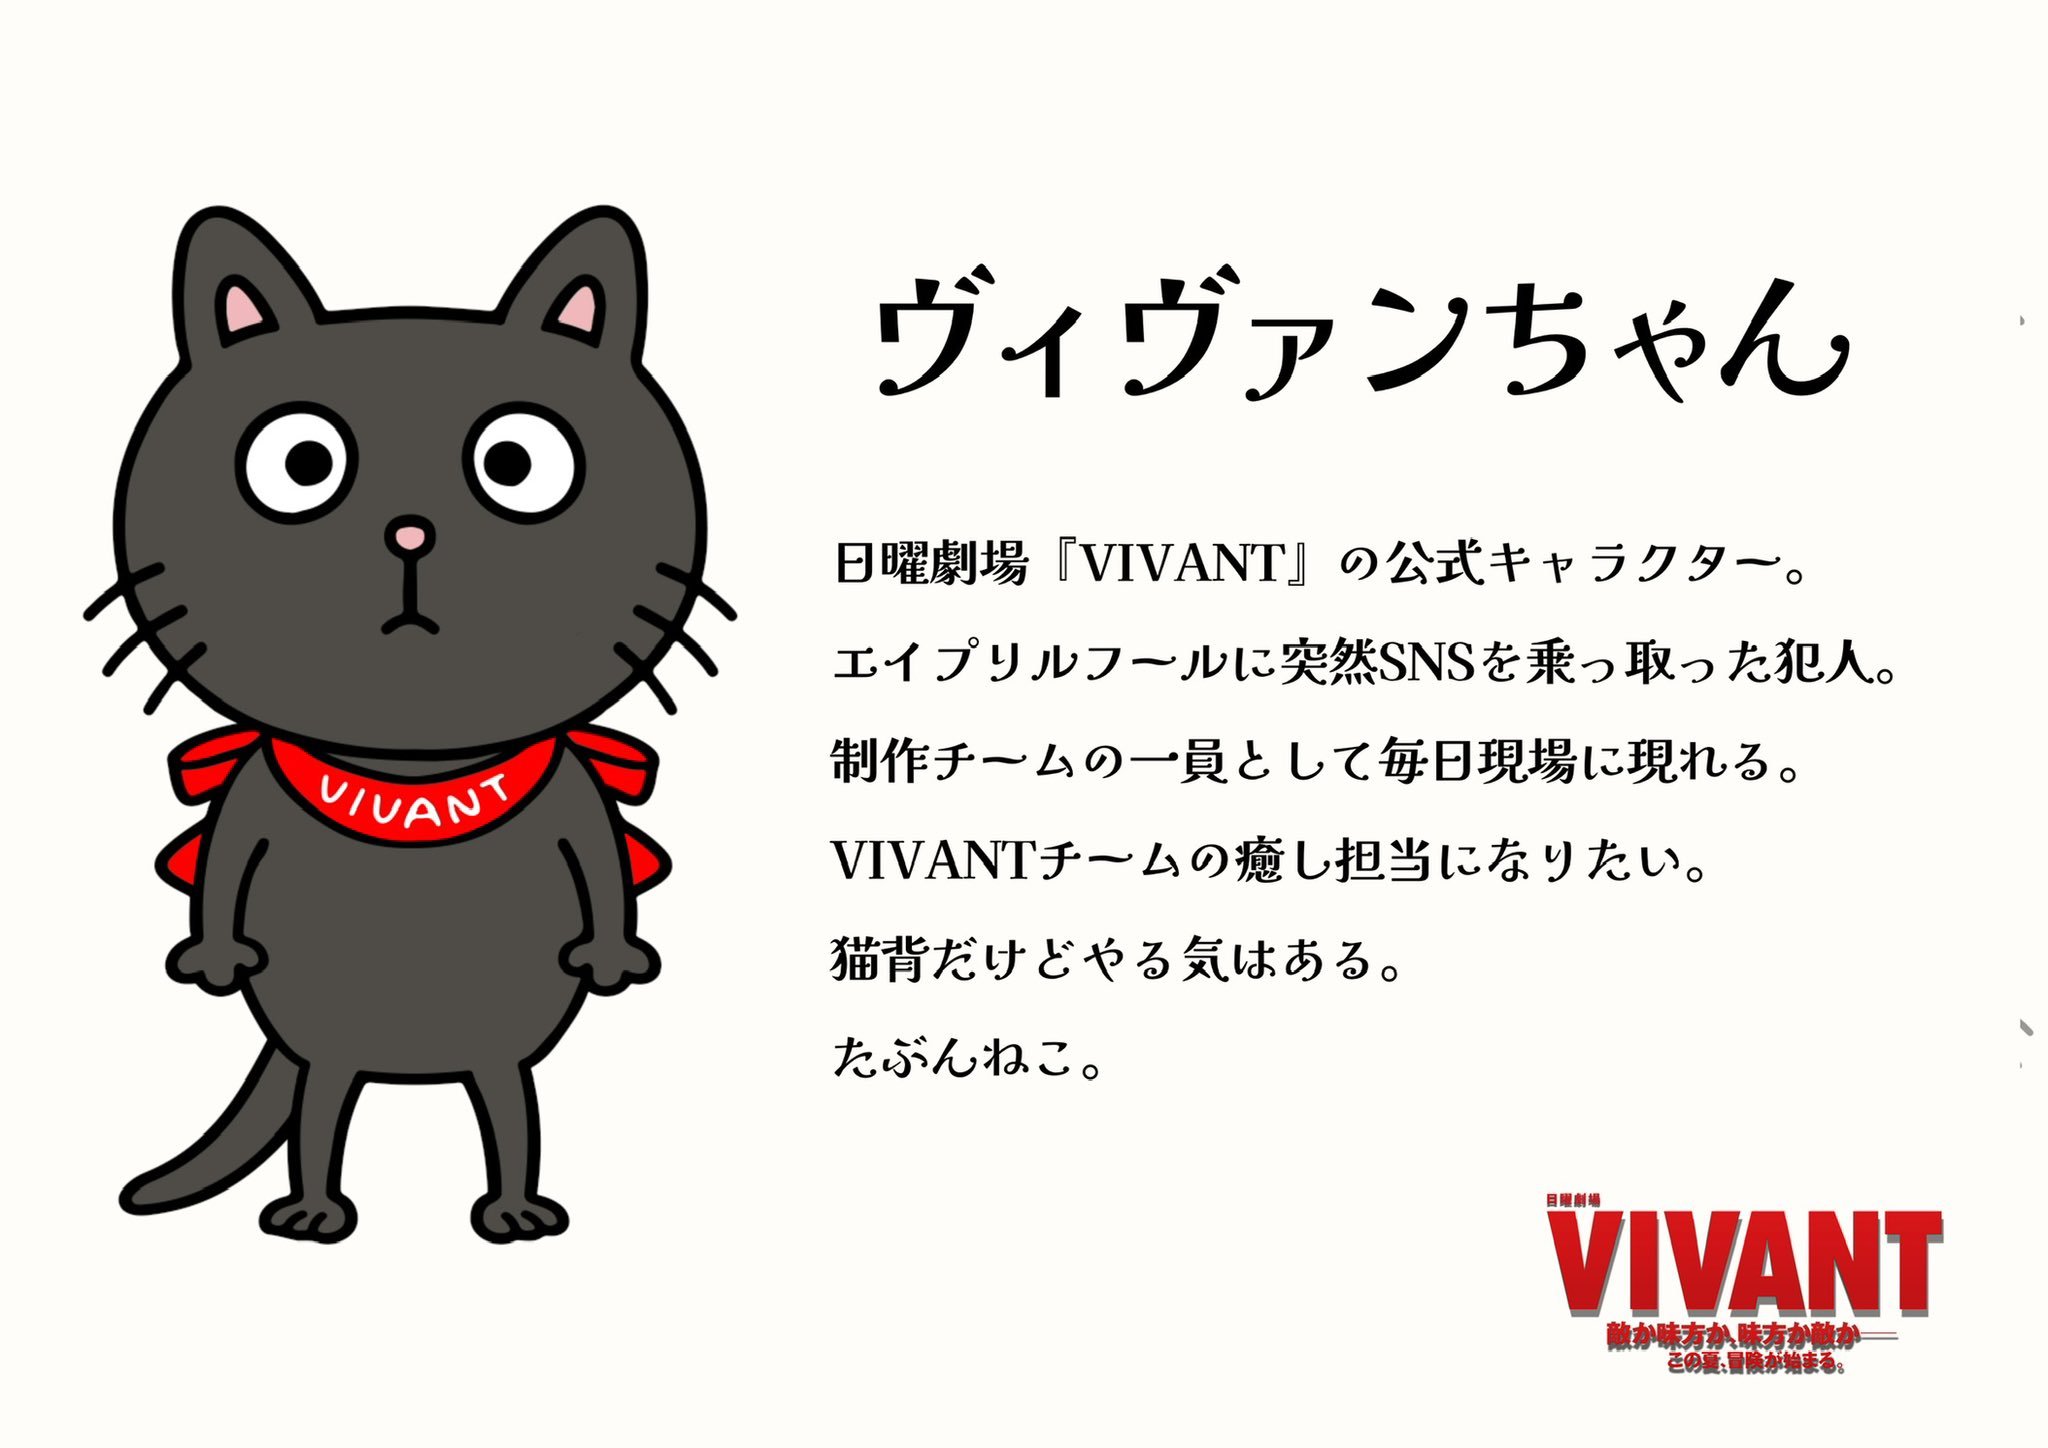 ヴィヴァンちゃん
日曜劇場『VIVANT』の公式キャラクター。
エイプリルフールに突然SNSを乗っ取った犯人。
制作チームの一員として毎日現場に現れる。
VIVANTチームの癒し担当になりたい。
猫背だけどやる気はある。
たぶんねこ。
VIVANT
日曜劇場
VIVANT
敵か味方か、味方か敵か──
この夏、冒険が始まる。